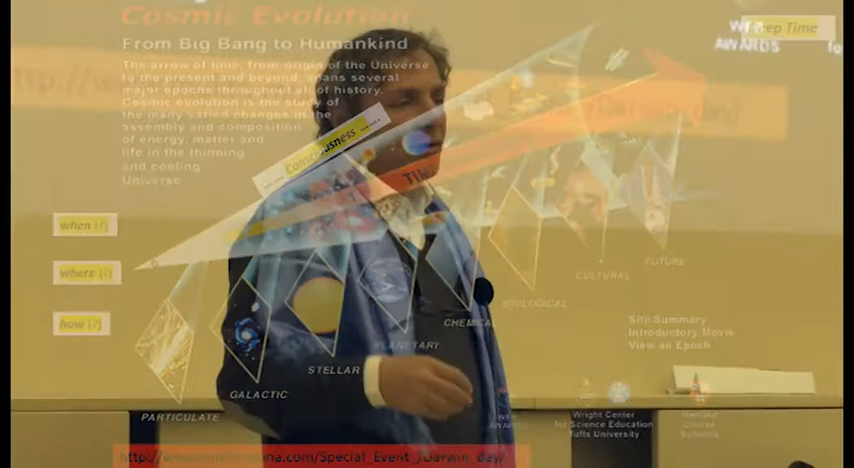 Cosmic Evolution
From Big Bang to Humankind
The arrow of time, from origin of the Universe
to the present and beyond, spans several
major epochs throughout all of history.
Cosmic evolution is the study of
the many varied changes in the
assembly and composition
of energy, matter and
life in the thinning
and cooling
Universe
Deep Time
AWARDS
Consciousness ......
when (?)
where (?)
how (?)
PARTICULATE
GALACTIC
STELLAR
PLANETARY
CHEMICAL
BIOLOGICAL
CULTURAL
FUTURE
Site Summary
Introductory Movie
View an Epoch
Wright Center
for Science Education
Tufts University
Harvard